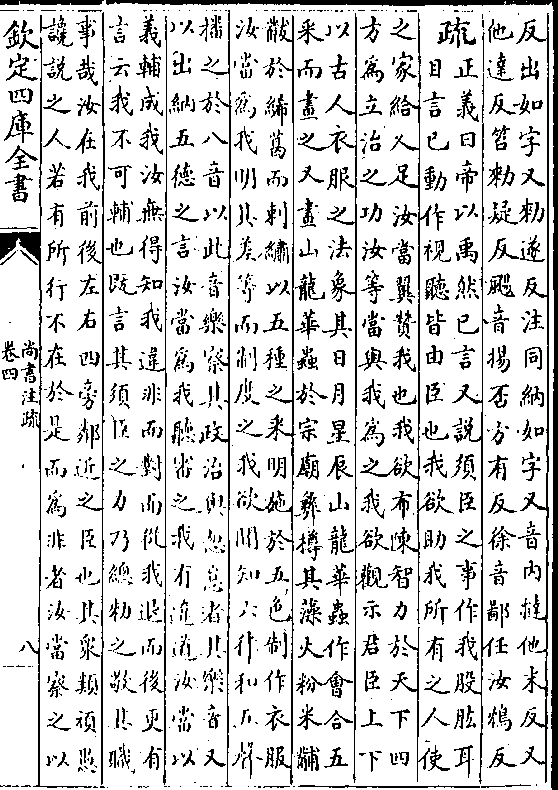 反出如字又勑遂反注同納如字又音内撻他末反又
他達反笞勑疑反颺音揚否方有反徐音鄙任汝鴆反又
疏
正義曰帝以禹然已言又說須臣之事作我股肱耳
目言已動作視聽皆由臣也我欲助我所有之人使
之家給人足汝當翼贊我也我欲布陳智力於天下四
方為立治之功汝等當與我為之我欲觀示君臣上下
以古人衣服之法象其日月星辰山龍華蟲作會合五
采而畫之又畫山龍華蟲於宗廟彝樽其藻火粉米黼
黻於絺葛而刺繡以五種之采明施於五色制作衣服
汝當為我明其差等而制度之我欲聞知六律和五聲
播之於八音以此音樂察其政治與忽怠者其樂音又
以出納五德之言汝當為我聽審之我有違道汝當以
義輔成我汝無得知我違非而對面從我退而後更有
言云我不可輔也既言其須臣之力乃總勑之敬其職
事哉汝在我前後左右四旁鄰近之臣也其衆類頑愚
讒說之人若有所行不在於是而為非者汝當察之以
欽定四庫全書
尚書注疏
卷四
八